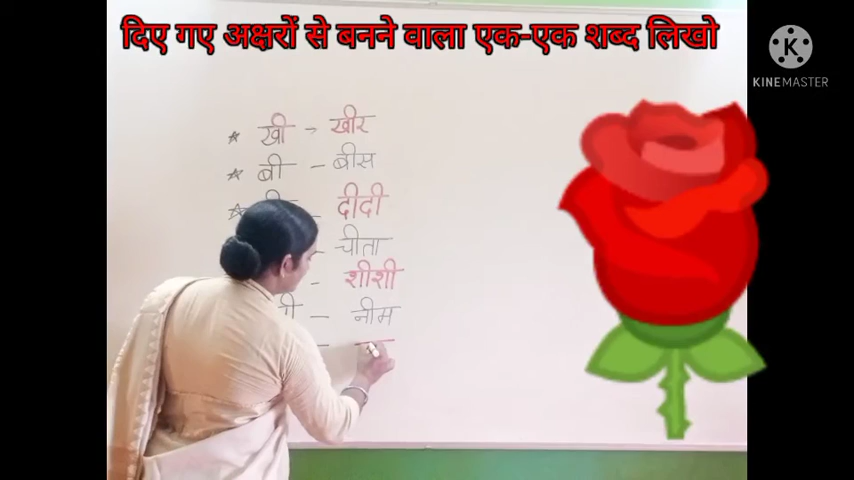 दिए गए अक्षरों से बनने वाला एक-एक शब्द लिखो
KINEMASTER
* खी - खीर
* बी - बीस
* - दीदी
- चीता
- शीशी
- नीम
-